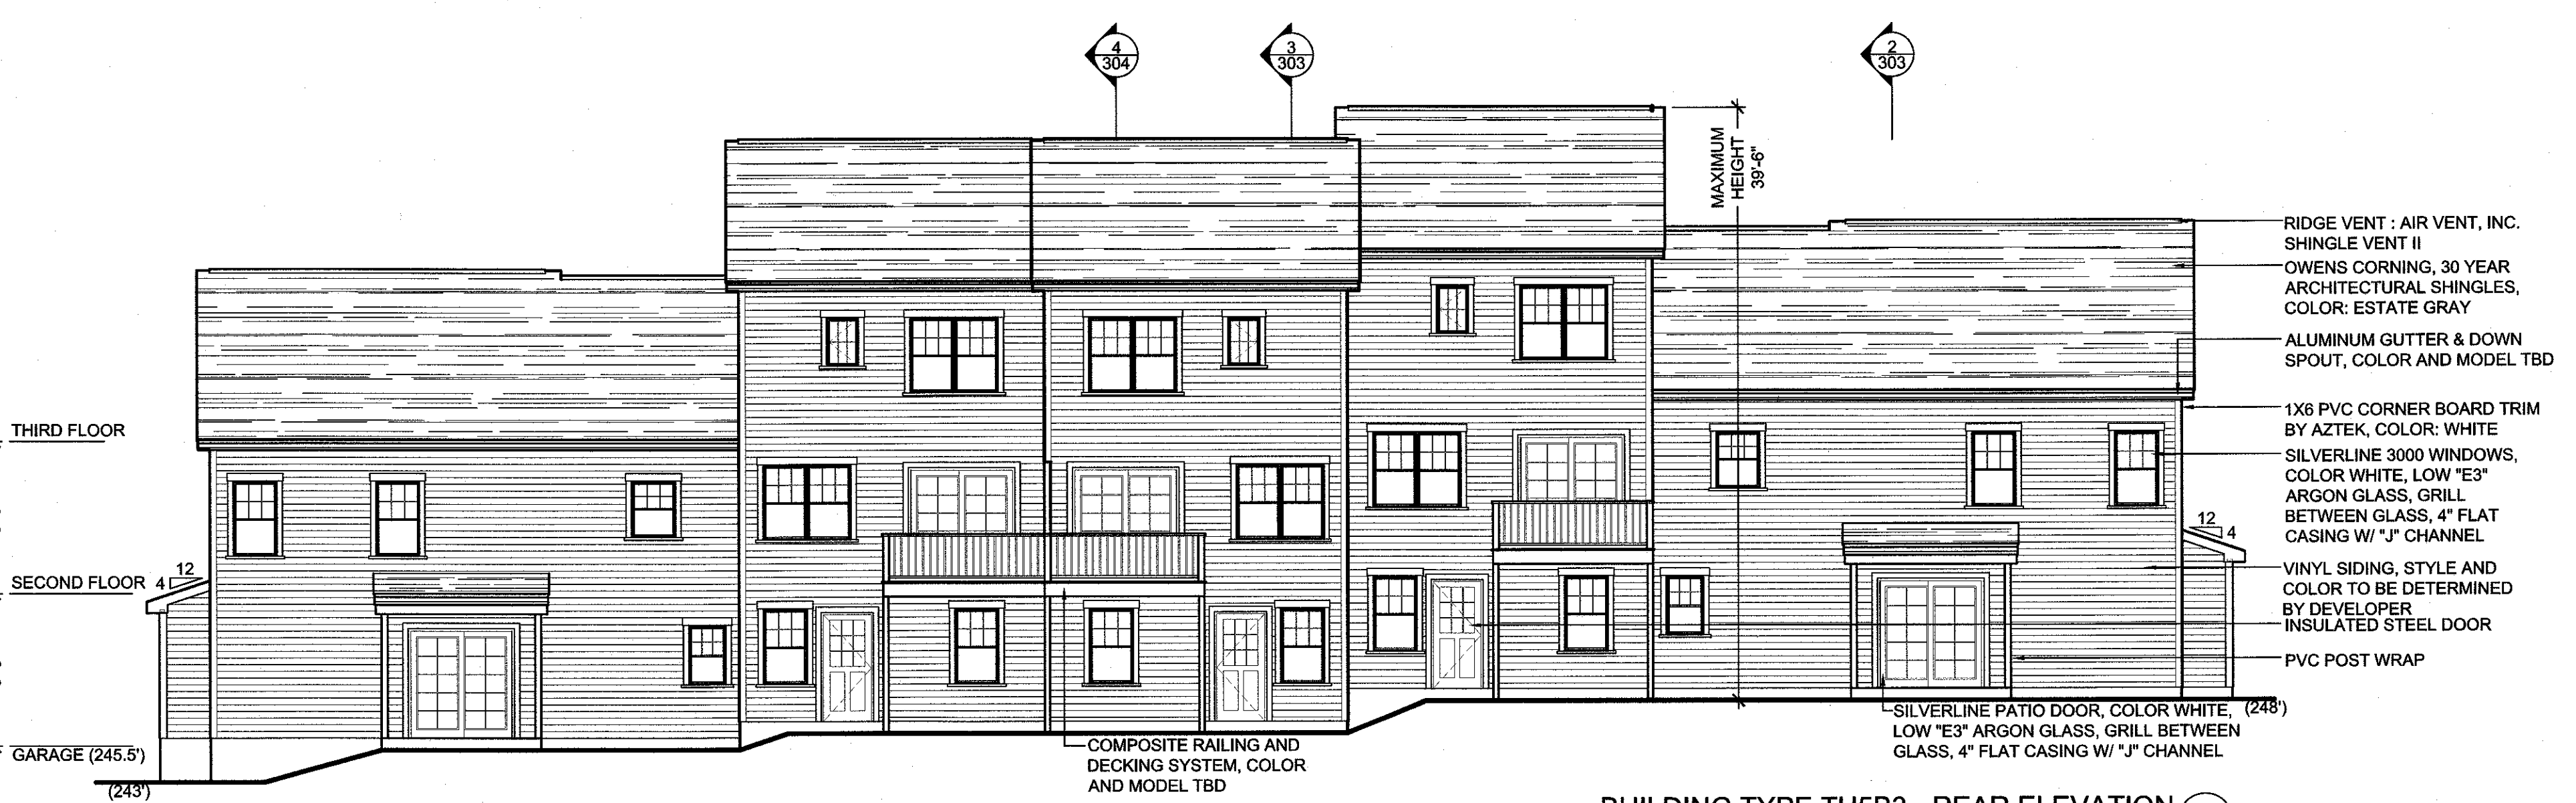 4
304
3
303
2
303
MAXIMUM
HEIGHT
39'-6"
RIDGE VENT : AIR VENT, INC.
SHINGLE VENT II
OWENS CORNING, 30 YEAR
ARCHITECTURAL SHINGLES,
COLOR: ESTATE GRAY
ALUMINUM GUTTER & DOWN
SPOUT, COLOR AND MODEL TBD
1X6 PVC CORNER BOARD TRIM
BY AZTEK, COLOR: WHITE
SILVERLINE 3000 WINDOWS,
COLOR WHITE, LOW "E3"
ARGON GLASS, GRILL
BETWEEN GLASS, 4" FLAT
CASING W/ "J" CHANNEL
12
4
VINYL SIDING, STYLE AND
COLOR TO BE DETERMINED
BY DEVELOPER
INSULATED STEEL DOOR
PVC POST WRAP
THIRD FLOOR
SECOND FLOOR
12
4
GARAGE (245.5')
(243')
COMPOSITE RAILING AND
DECKING SYSTEM, COLOR
AND MODEL TBD
SILVERLINE PATIO DOOR, COLOR WHITE,
LOW "E3" ARGON GLASS, GRILL BETWEEN
GLASS, 4" FLAT CASING W/ "J" CHANNEL
(248')
BUILDING TYPE TH5B2 - REAR ELEVATION